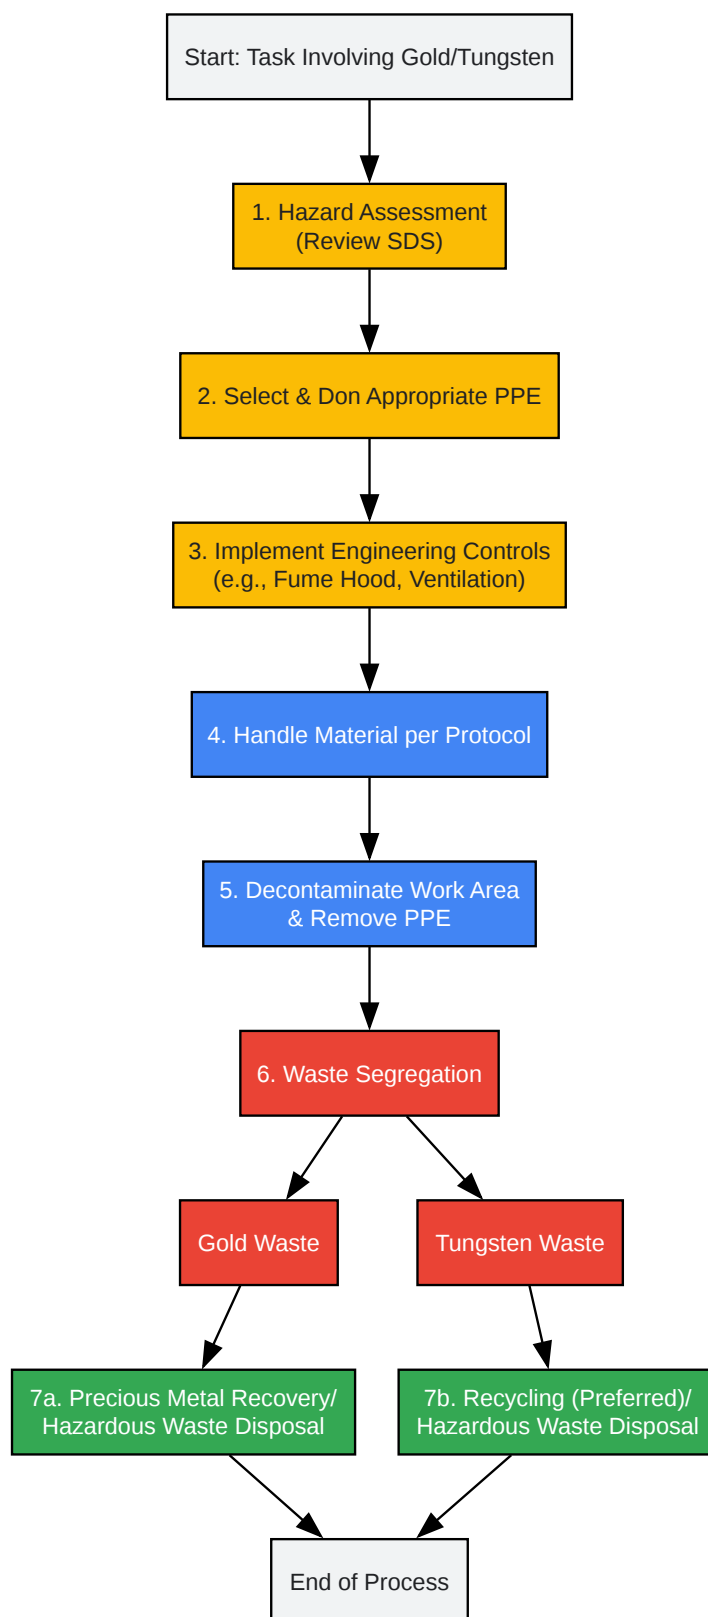 Start: Task Involving Gold/Tungsten
1. Hazard Assessment
(Review SDS)
2. Select & Don Appropriate PPE
3. Implement Engineering Controls
(e.g., Fume Hood, Ventilation)
4. Handle Material per Protocol
5. Decontaminate Work Area
& Remove PPE
6. Waste Segregation
Gold Waste
Tungsten Waste
7a. Precious Metal Recovery/
Hazardous Waste Disposal
7b. Recycling (Preferred)/
Hazardous Waste Disposal
End of Process